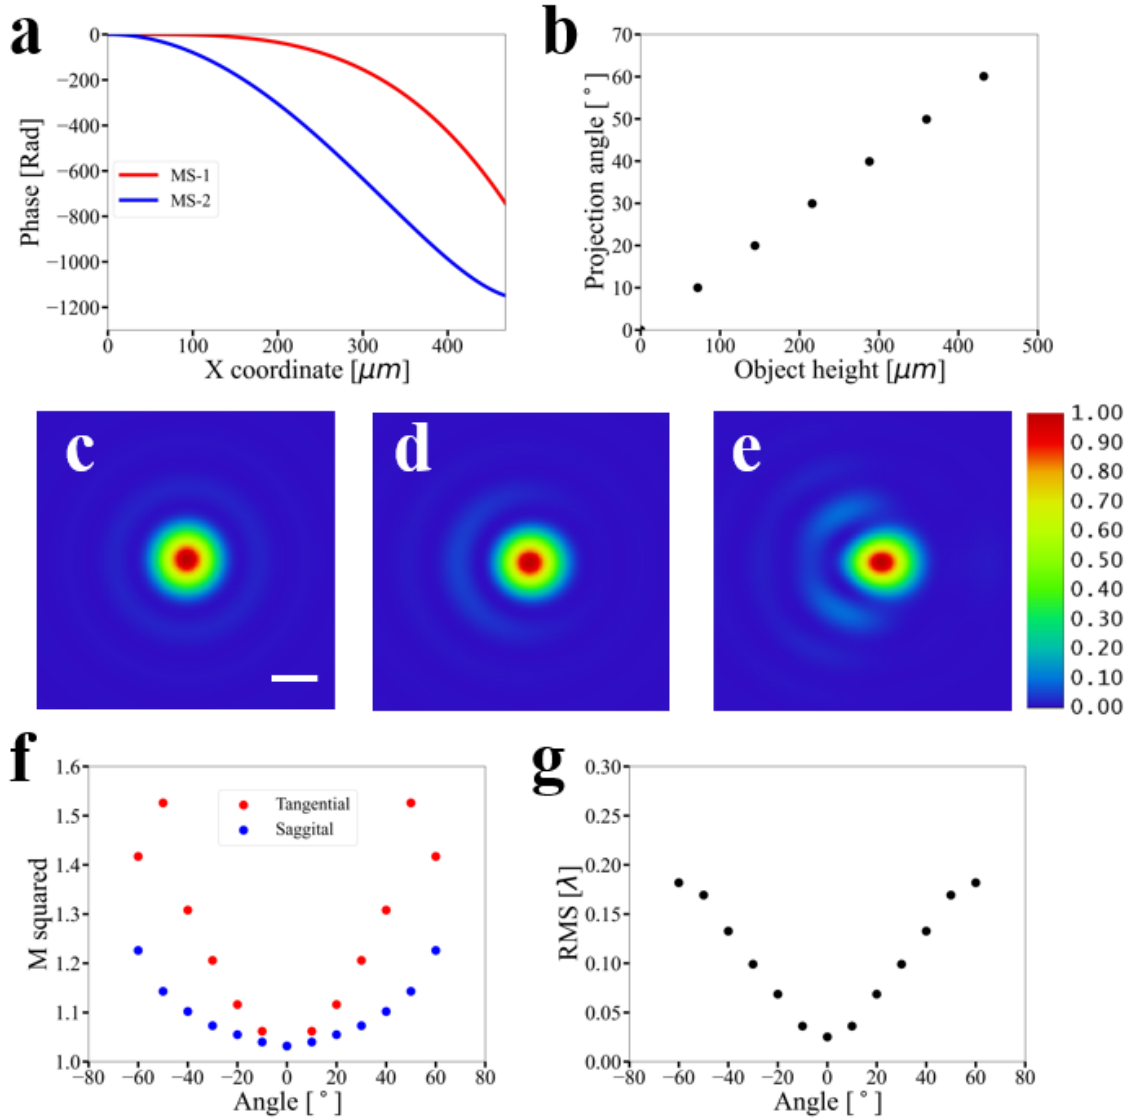 a
0
−200
−400
−600
−800
−1000
−1200
Phase [Rad]
MS-1
MS-2
0 100 200 300 400
X coordinate [μm]
b
70
60
50
40
30
20
10
0
Projection angle [°]
0 100 200 300 400 500
Object height [μm]
c
d
e
1.00
0.90
0.80
0.70
0.60
0.50
0.40
0.30
0.20
0.10
0.00
f
1.6
1.5
1.4
1.3
1.2
1.1
1.0
M squared
Tangential
Saggital
−80 −60 −40 −20 0 20 40 60 80
Angle [°]
g
0.30
0.25
0.20
0.15
0.10
0.05
0.00
RMS [λ]
−80 −60 −40 −20 0 20 40 60 80
Angle [°]